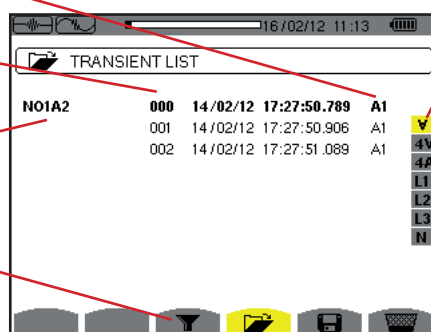 16/02/12 11:13
TRANSIENT LIST
NO1A2 000 14/02/12 17:27:50.789 A1
001 14/02/12 17:27:50.906 A1
002 14/02/12 17:27:51.089 A1
∀
4V
4A
L1
L2
L3
N